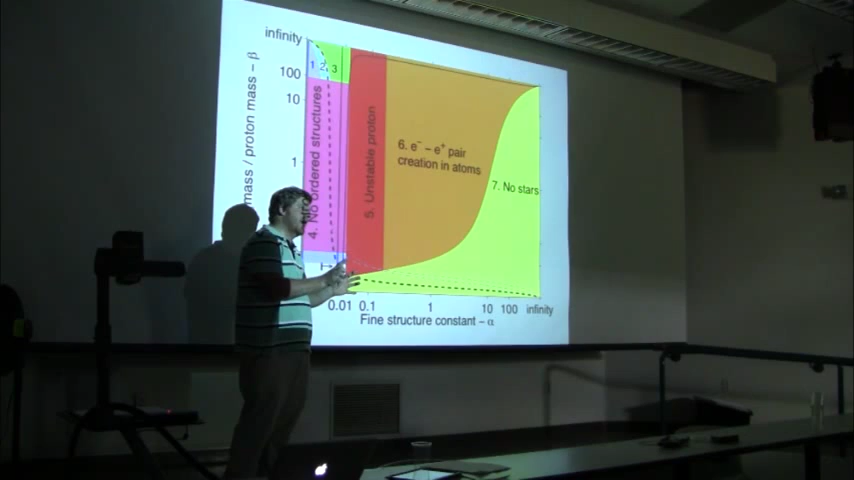 infinity
100
10
1
mass / proton mass – β
1 2 3
4. No ordered structures
5. Unstable proton
6. e⁻ – e⁺ pair
creation in atoms
7. No stars
0.01 0.1 1 10 100 infinity
Fine structure constant – α